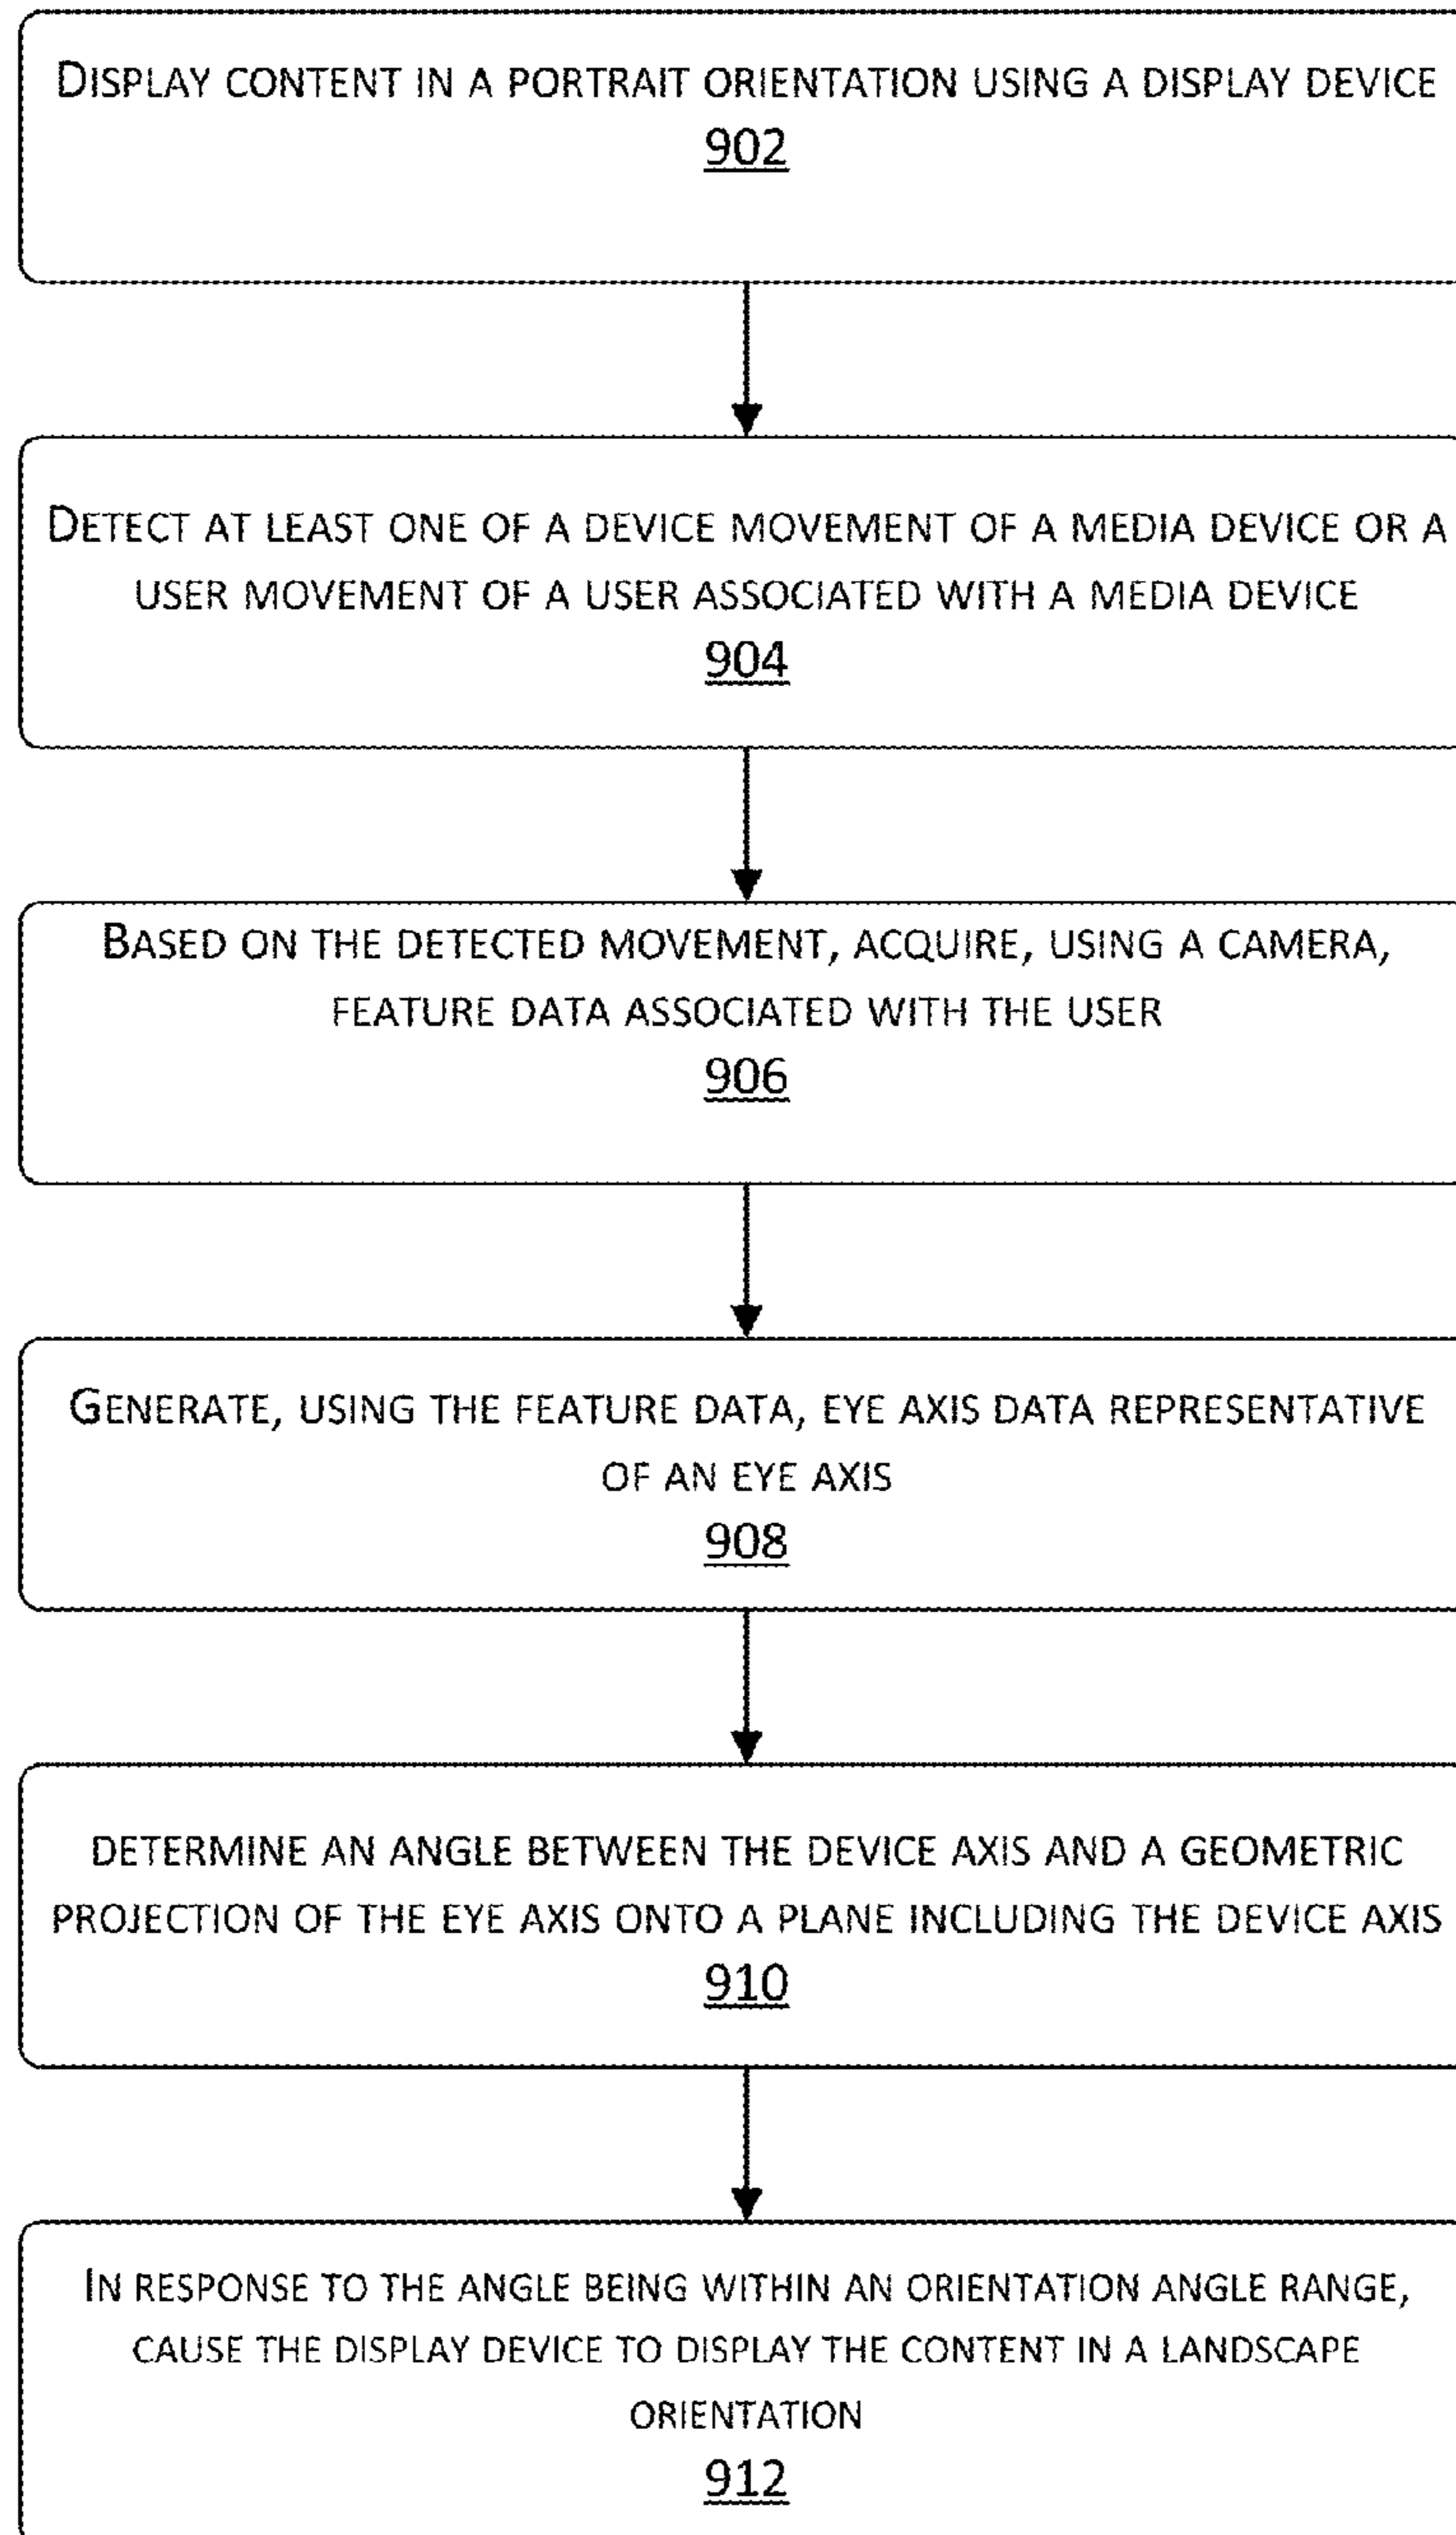 DISPLAY CONTENT IN A PORTRAIT ORIENTATION USING A DISPLAY DEVICE
902
DETECT AT LEAST ONE OF A DEVICE MOVEMENT OF A MEDIA DEVICE OR A
USER MOVEMENT OF A USER ASSOCIATED WITH A MEDIA DEVICE
904
BASED ON THE DETECTED MOVEMENT, ACQUIRE, USING A CAMERA,
FEATURE DATA ASSOCIATED WITH THE USER
906
GENERATE, USING THE FEATURE DATA, EYE AXIS DATA REPRESENTATIVE
OF AN EYE AXIS
908
DETERMINE AN ANGLE BETWEEN THE DEVICE AXIS AND A GEOMETRIC
PROJECTION OF THE EYE AXIS ONTO A PLANE INCLUDING THE DEVICE AXIS
910
IN RESPONSE TO THE ANGLE BEING WITHIN AN ORIENTATION ANGLE RANGE,
CAUSE THE DISPLAY DEVICE TO DISPLAY THE CONTENT IN A LANDSCAPE
ORIENTATION
912